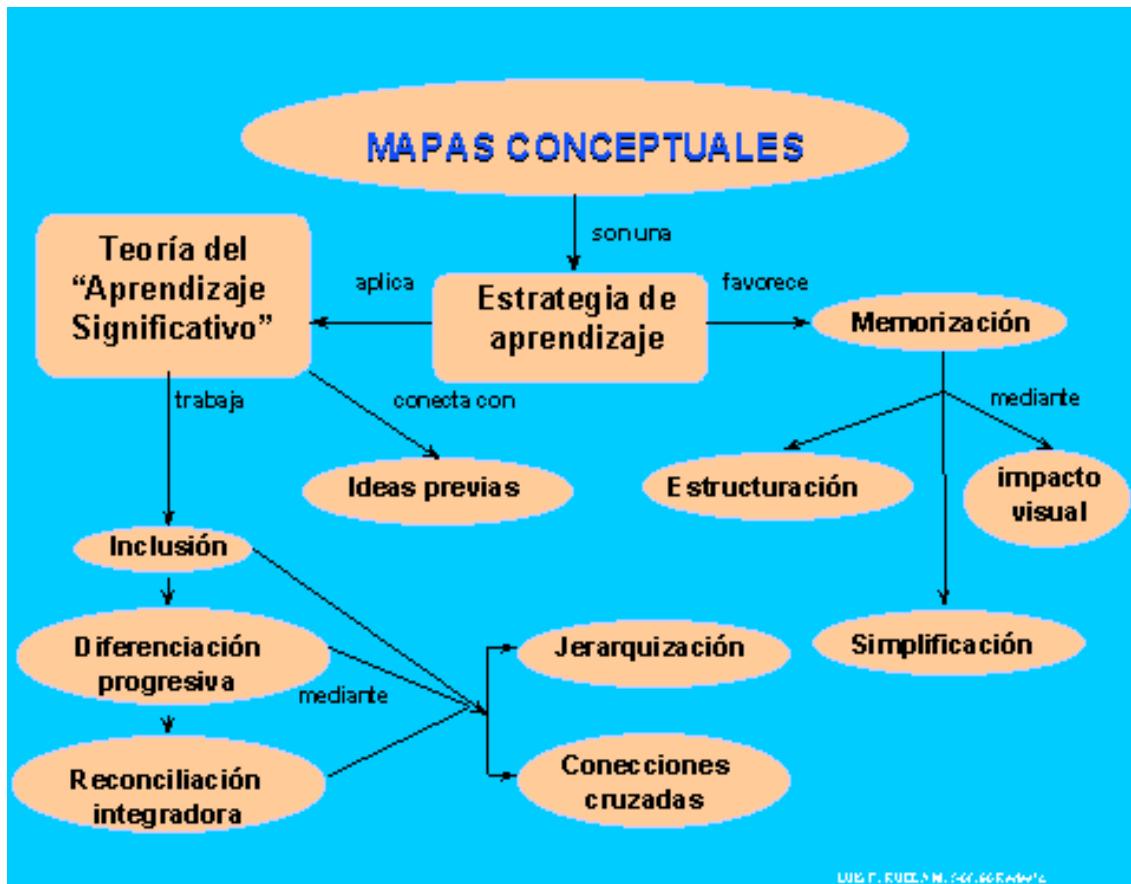 MAPAS CONCEPTUALES
son una
Teoría del
“Aprendizaje
Significativo”
aplica
Estrategia de
aprendizaje
favorece
Memorización
trabaja
conecta con
mediante
Ideas previas
Estructuración
impacto
visual
Inclusión
Diferenciación
progresiva
mediante
Jerarquización
Simplificación
Reconciliación
integradora
Conecciones
cruzadas